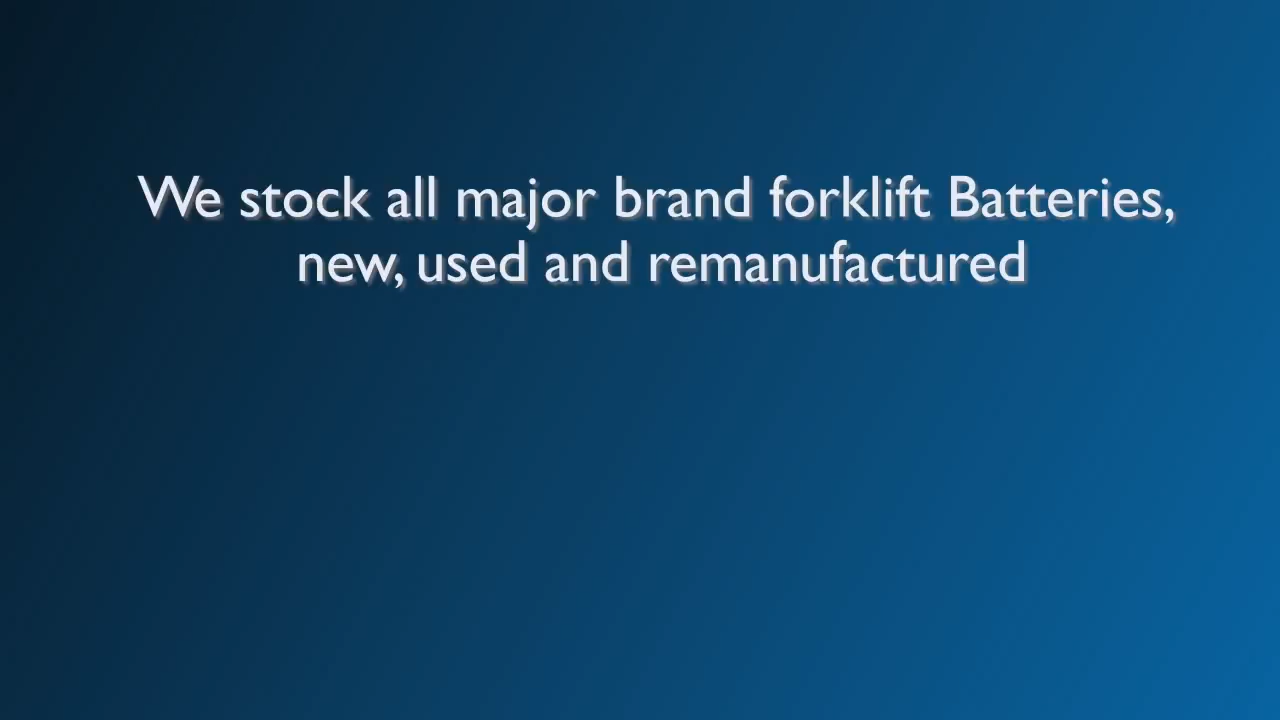 We stock all major brand forklift Batteries,
new, used and remanufactured